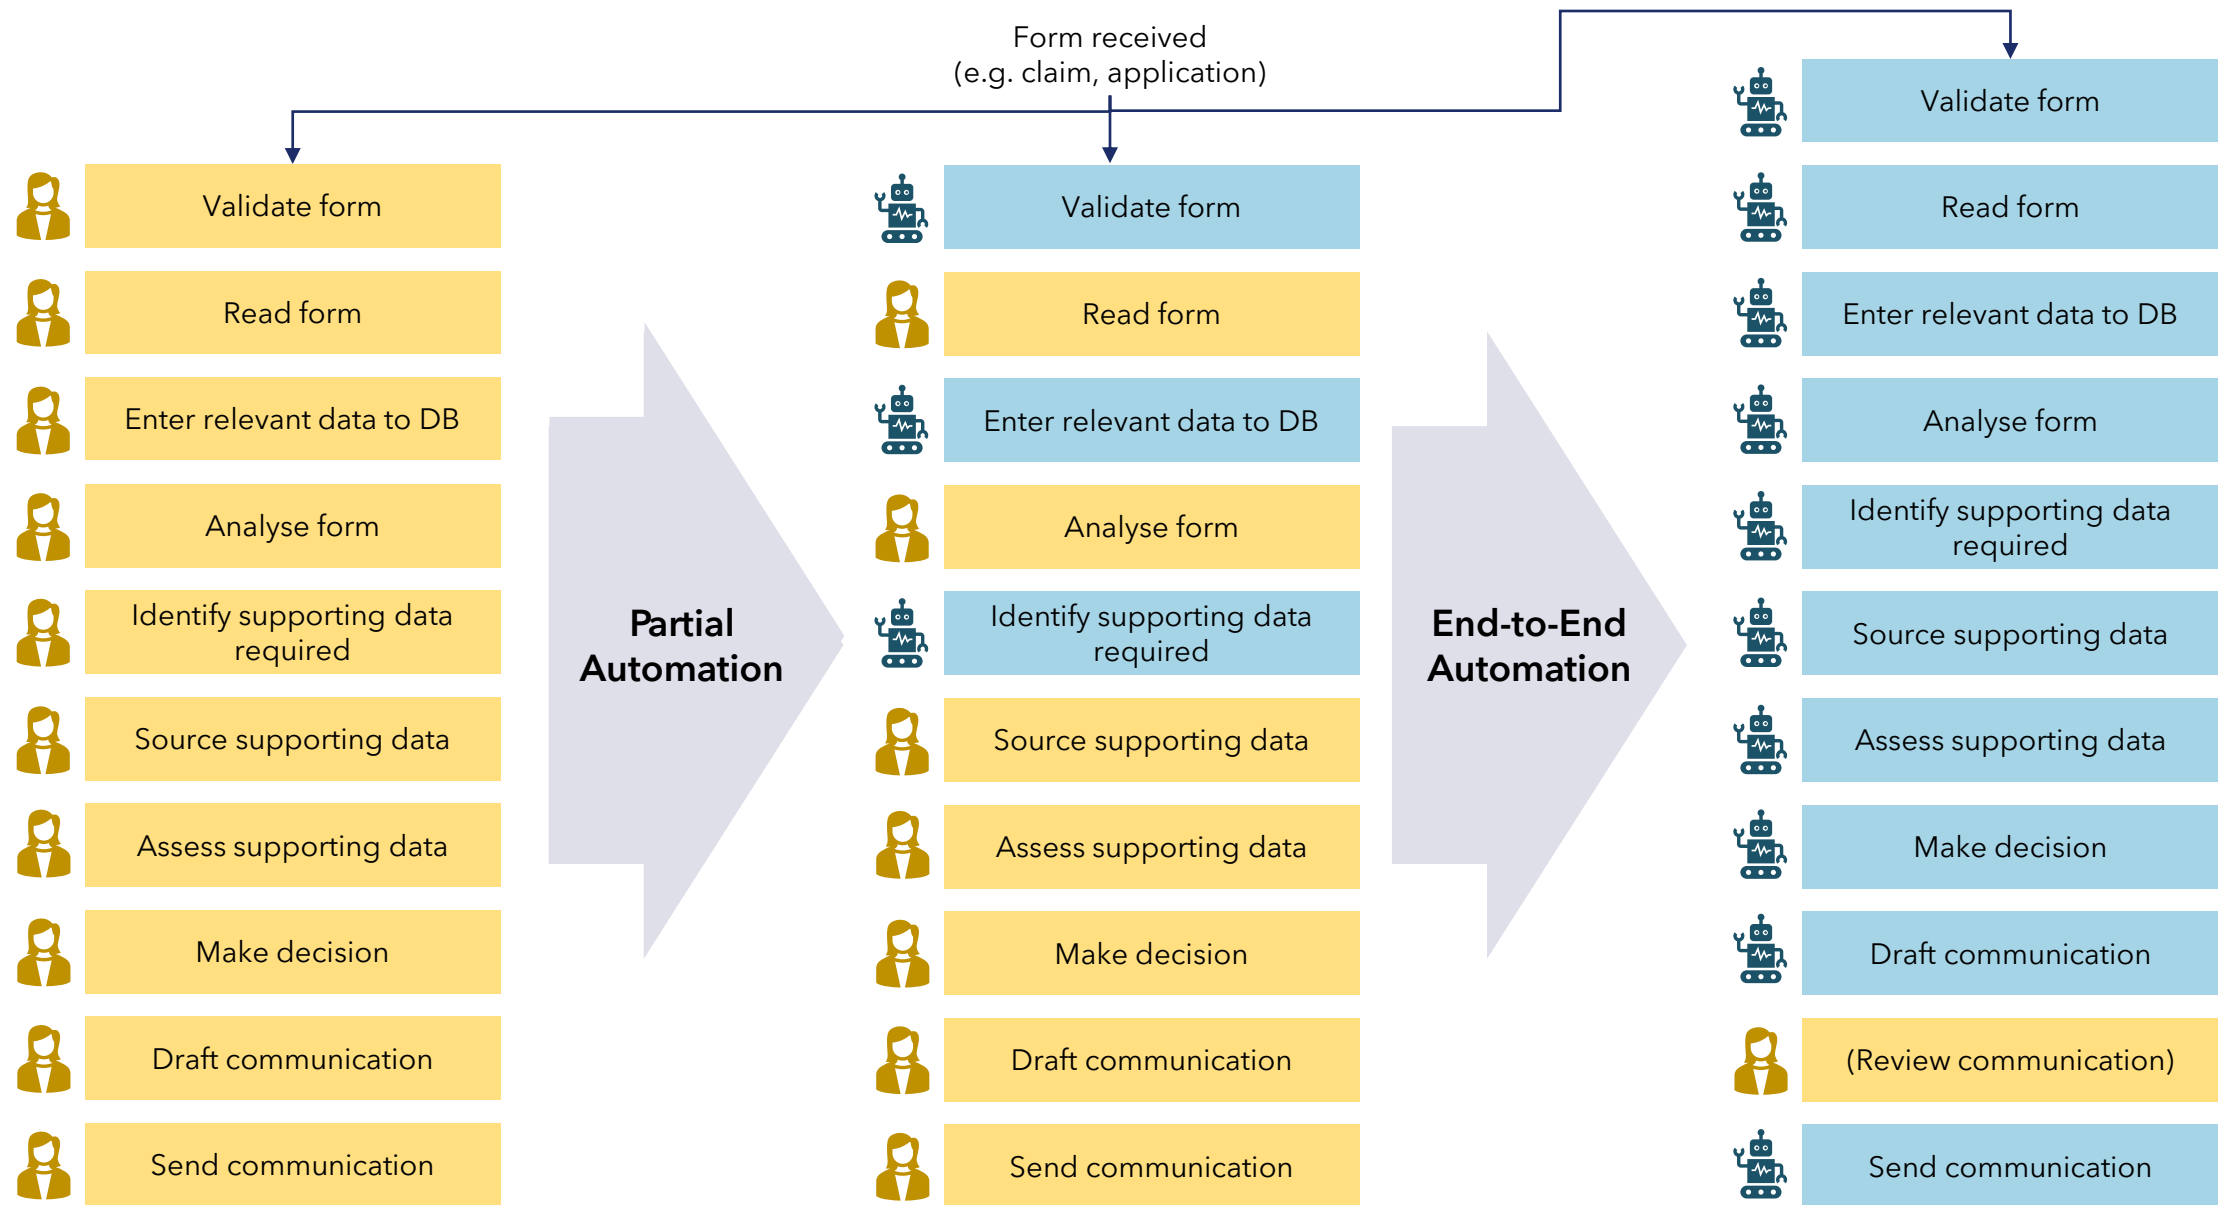 Form received
(e.g. claim, application)
Validate form
Read form
Enter relevant data to DB
Analyse form
Identify supporting data
required
Source supporting data
Assess supporting data
Make decision
Draft communication
Send communication
Partial
Automation
Validate form
Read form
Enter relevant data to DB
Analyse form
Identify supporting data
required
Source supporting data
Assess supporting data
Make decision
Draft communication
Send communication
End-to-End
Automation
Validate form
Read form
Enter relevant data to DB
Analyse form
Identify supporting data
required
Source supporting data
Assess supporting data
Make decision
Draft communication
(Review communication)
Send communication